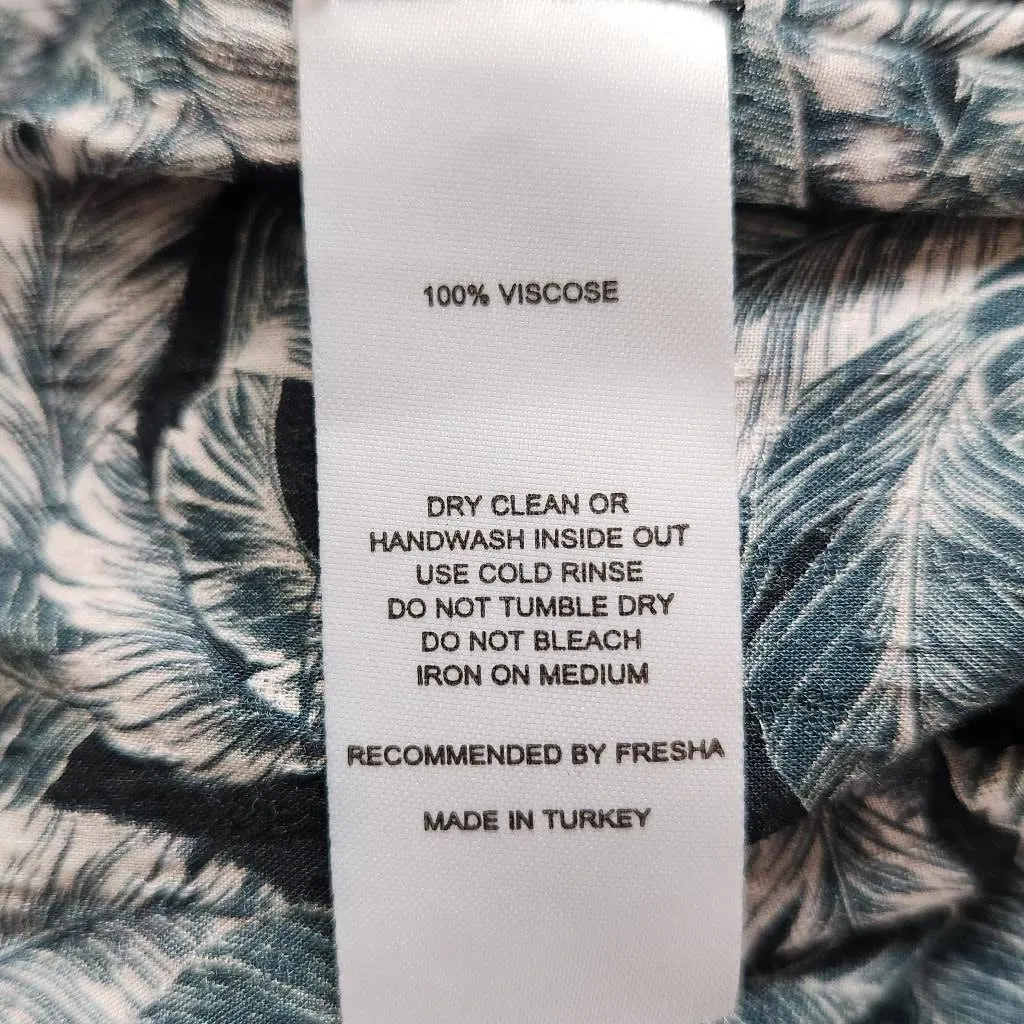 100% VISCOSE
DRY CLEAN OR
HANDWASH INSIDE OUT
USE COLD RINSE
DO NOT TUMBLE DRY
DO NOT BLEACH
IRON ON MEDIUM
RECOMMENDED BY FRESHA
MADE IN TURKEY